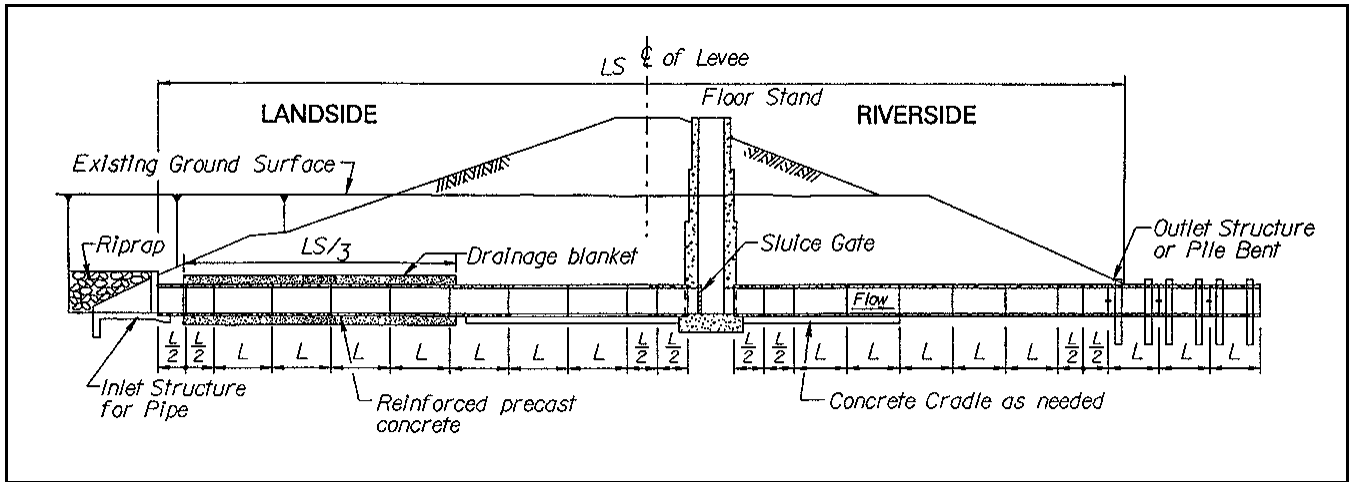 ℄ of Levee
LS
Floor Stand
LANDSIDE
RIVERSIDE
Existing Ground Surface
Riprap
LS/3
Drainage blanket
Sluice Gate
Outlet Structure
or Pile Bent
Flow
L/2 L/2 L L L L L L L L/2 L/2 L/2 L/2 L L L L L L/2 L/2 L L L
Inlet Structure
for Pipe
Reinforced precast
concrete
Concrete Cradle as needed